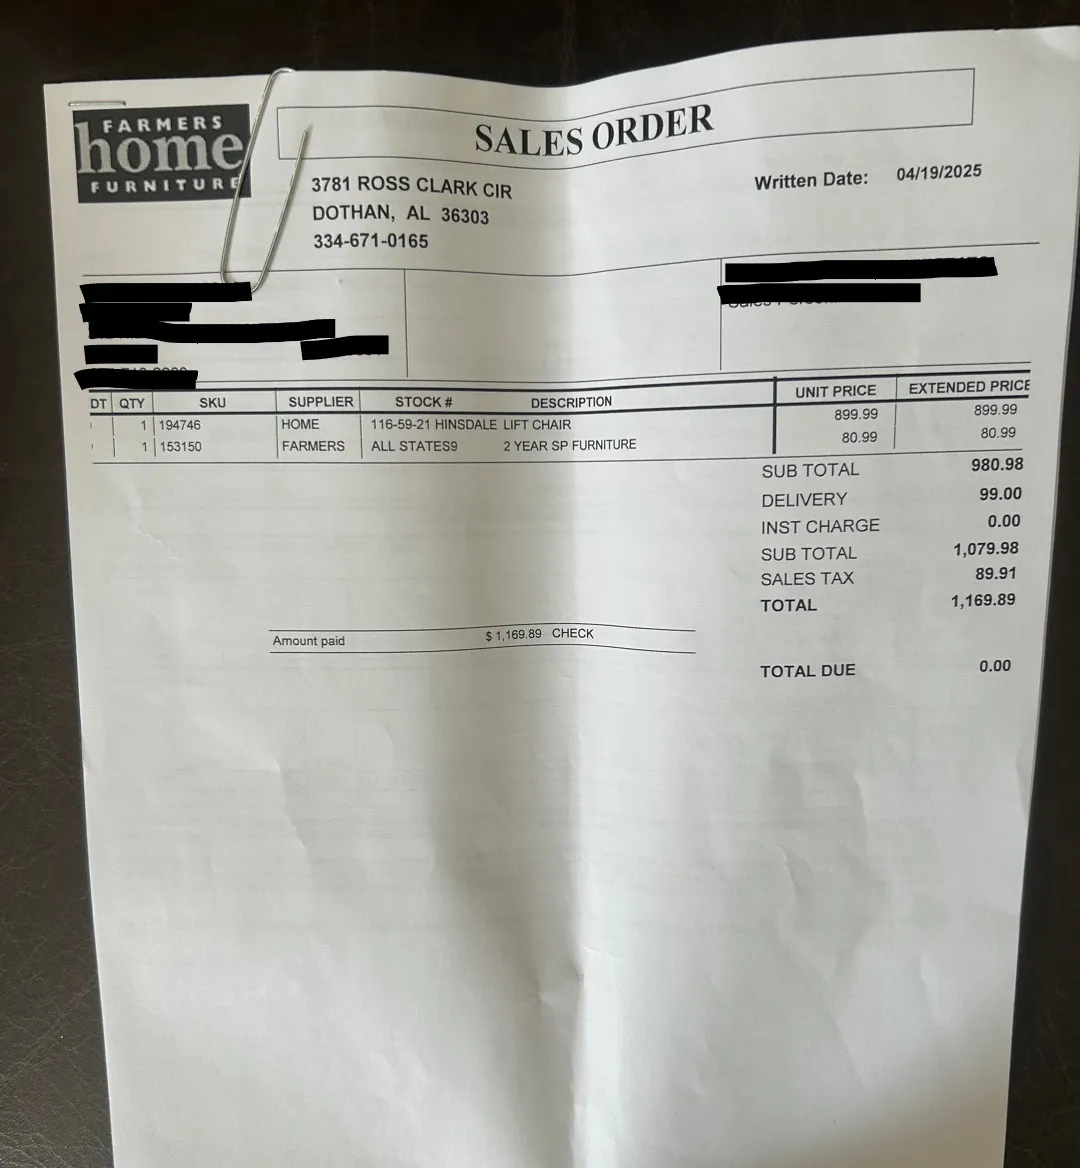 FARMERS
home
FURNITURE
SALES ORDER
3781 ROSS CLARK CIR
DOTHAN, AL 36303
334-671-0165
Written Date: 04/19/2025
DT QTY SKU SUPPLIER STOCK # DESCRIPTION UNIT PRICE EXTENDED PRICE
1 194746 HOME 116-59-21 HINSDALE LIFT CHAIR 899.99 899.99
1 153150 FARMERS ALL STATES9 2 YEAR SP FURNITURE 80.99 80.99
SUB TOTAL 980.98
DELIVERY 99.00
INST CHARGE 0.00
SUB TOTAL 1,079.98
SALES TAX 89.91
TOTAL 1,169.89
Amount paid $ 1,169.89 CHECK
TOTAL DUE 0.00